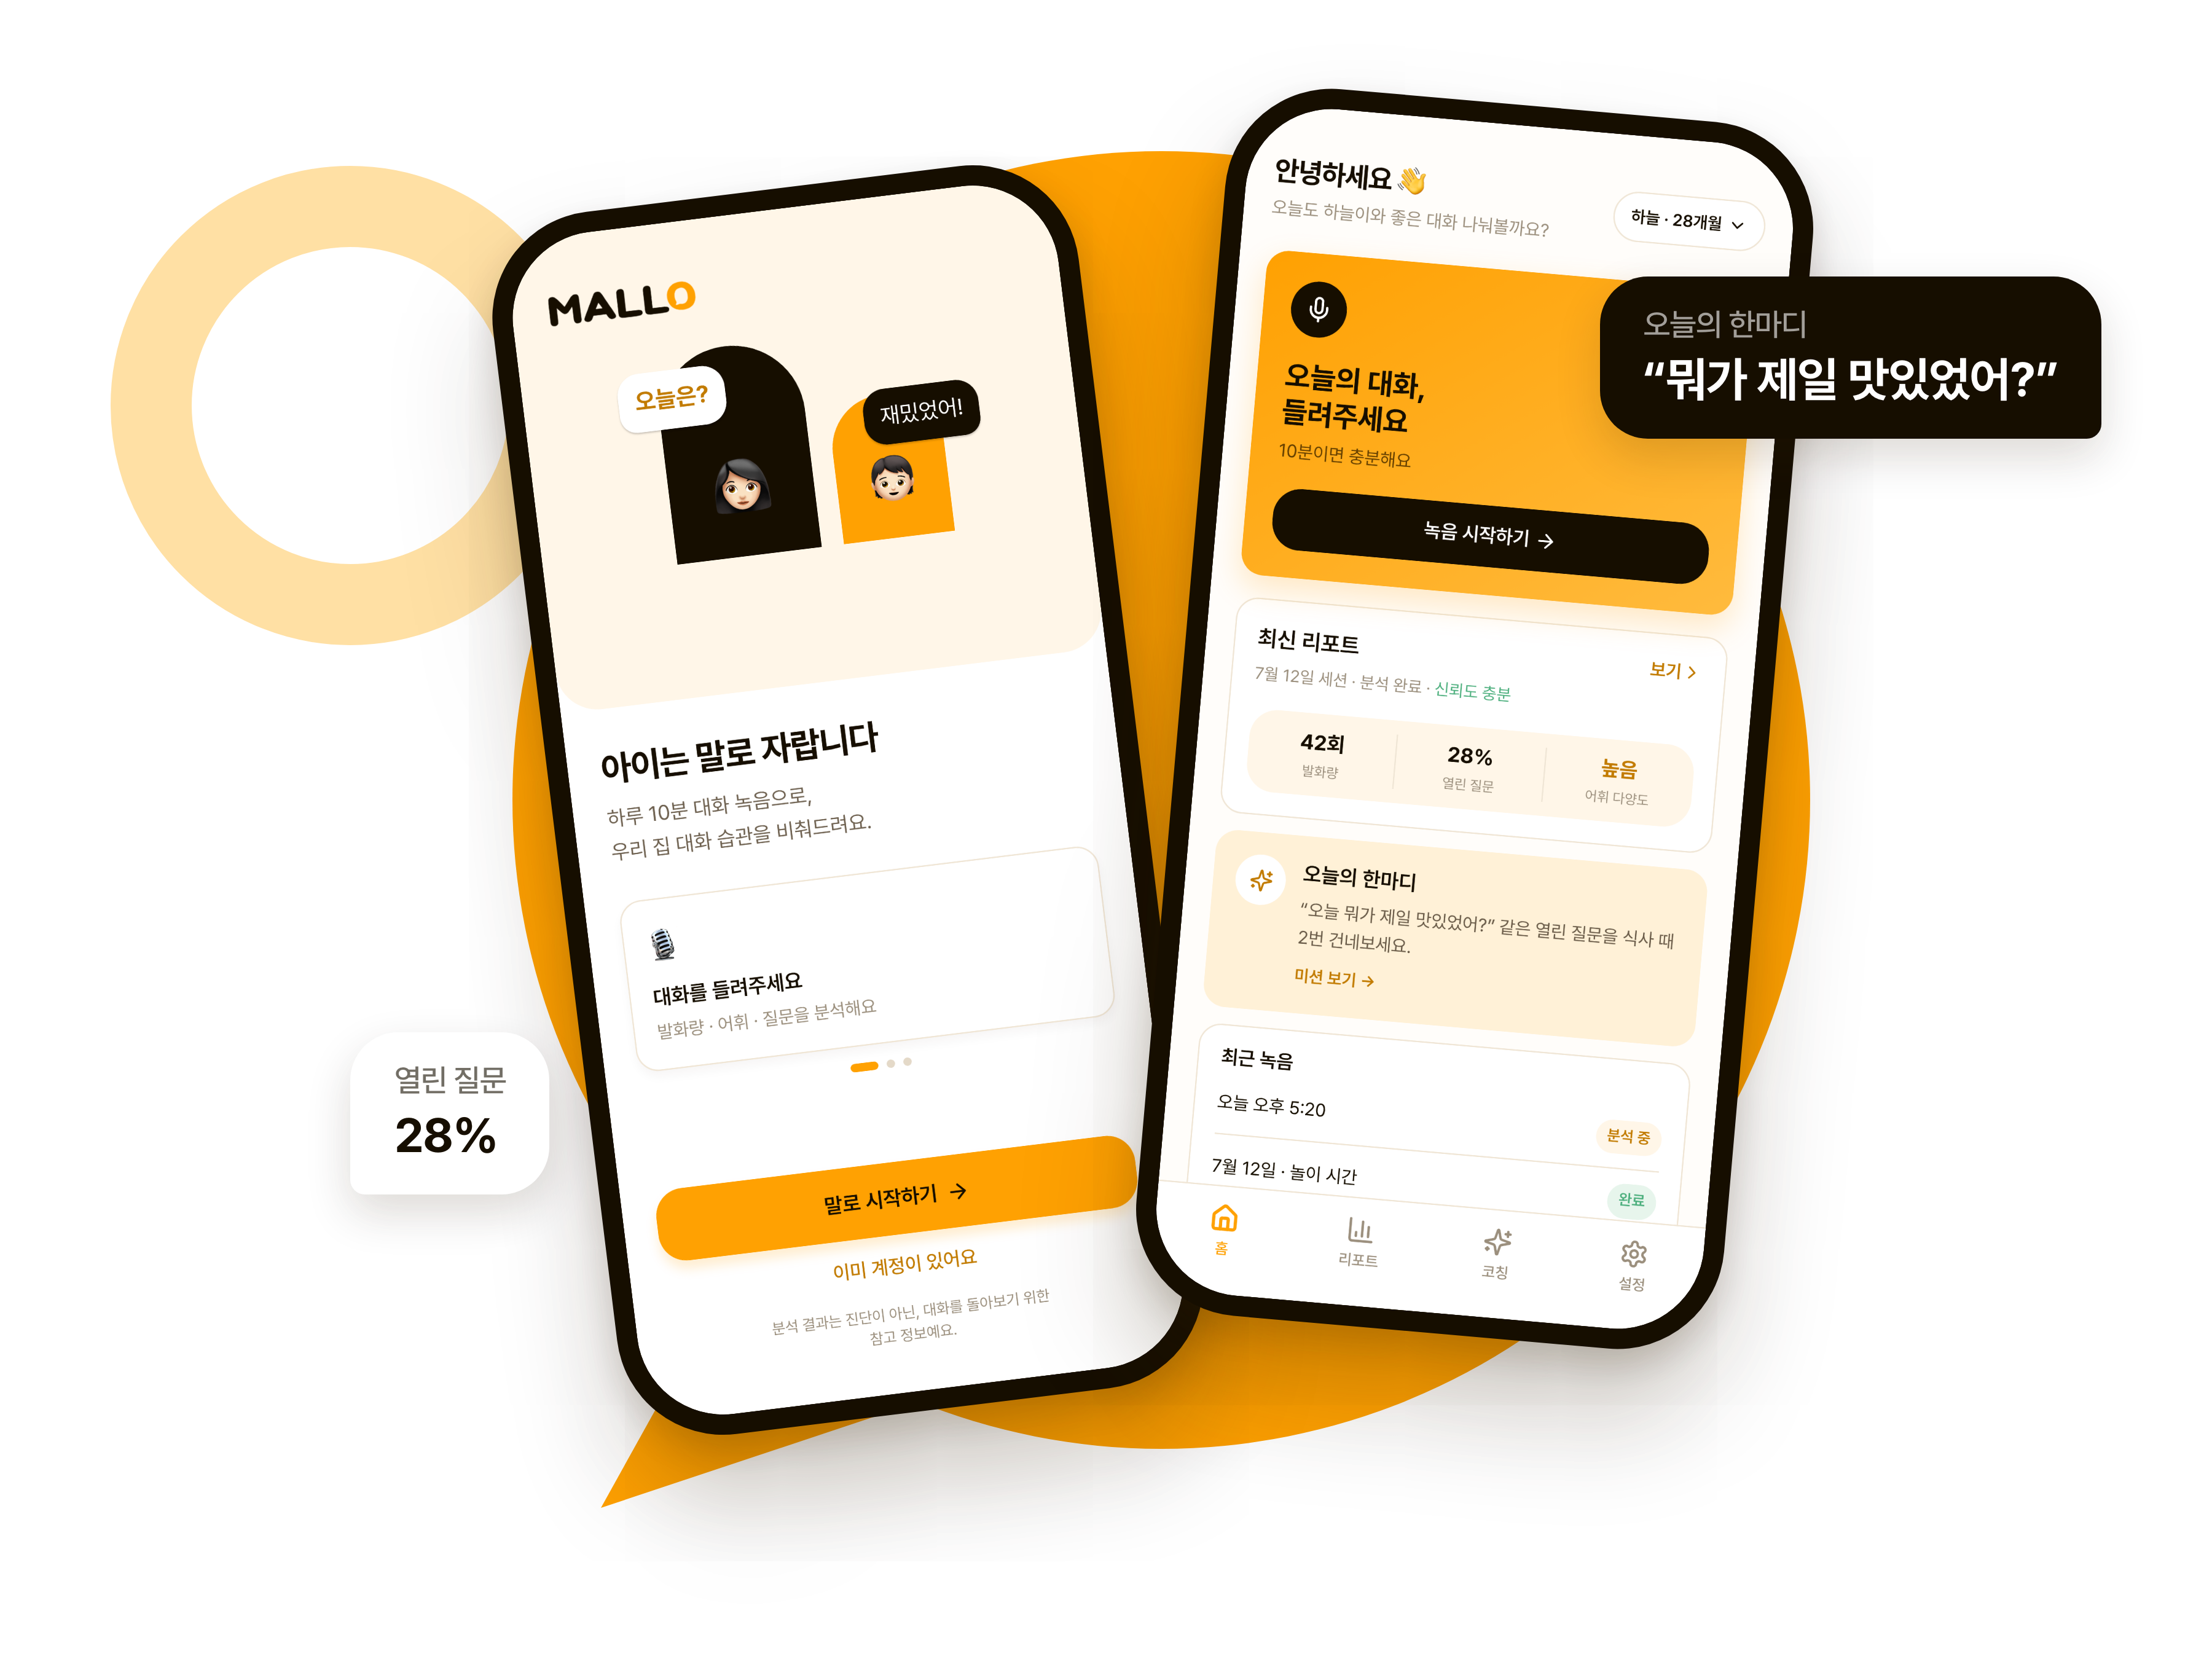 MALLO
오늘은?
재밌었어!
아이는 말로 자랍니다
하루 10분 대화 녹음으로,
우리 집 대화 습관을 비춰드려요.
대화를 들려주세요
발화량 · 어휘 · 질문을 분석해요
말로 시작하기 →
이미 계정이 있어요
분석 결과는 진단이 아닌, 대화를 돌아보기 위한
참고 정보예요.
열린 질문
28%
안녕하세요 👋
오늘도 하늘이와 좋은 대화 나눠볼까요?
하늘 · 28개월
오늘의 대화,
들려주세요
10분이면 충분해요
녹음 시작하기 →
오늘의 한마디
“뭐가 제일 맛있었어?”
최신 리포트
보기
7월 12일 세션 · 분석 완료 · 신뢰도 충분
42회
발화량
28%
열린 질문
높음
어휘 다양도
오늘의 한마디
“오늘 뭐가 제일 맛있었어?” 같은 열린 질문을 식사 때
2번 건네보세요.
미션 보기 →
최근 녹음
오늘 오후 5:20
분석 중
7월 12일 · 놀이 시간
완료
홈
리포트
코칭
설정